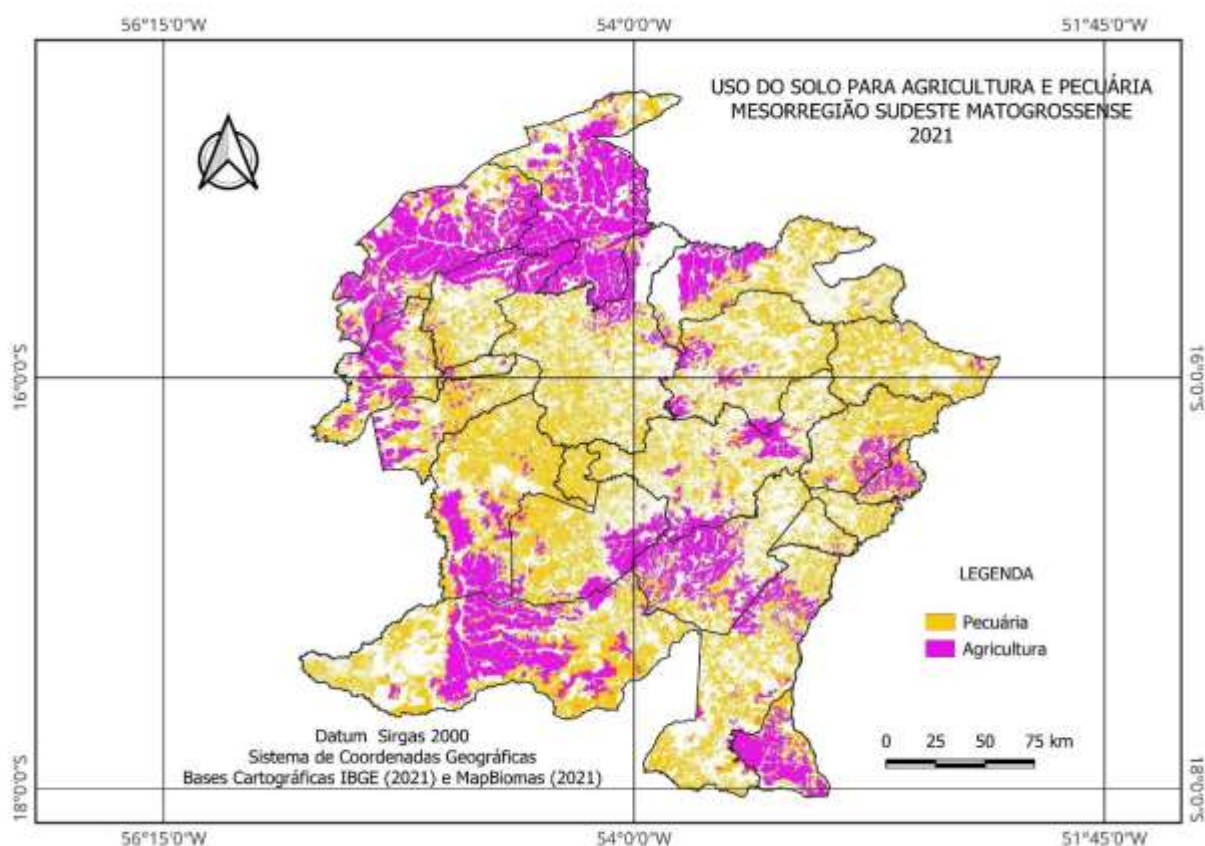 56°15'0"W
54°0'0"W
51°45'0"W
USO DO SOLO PARA AGRICULTURA E PECUÁRIA
MESORREGIÃO SUDESTE MATOGROSSENSE
2021
16°0'0"S
16°0'0"S
LEGENDA
Pecuária
Agricultura
0 25 50 75 km
Datum Sirgas 2000
Sistema de Coordenadas Geográficas
Bases Cartográficas IBGE (2021) e MapBiomas (2021)
18°0'0"S
18°0'0"S
56°15'0"W
54°0'0"W
51°45'0"W